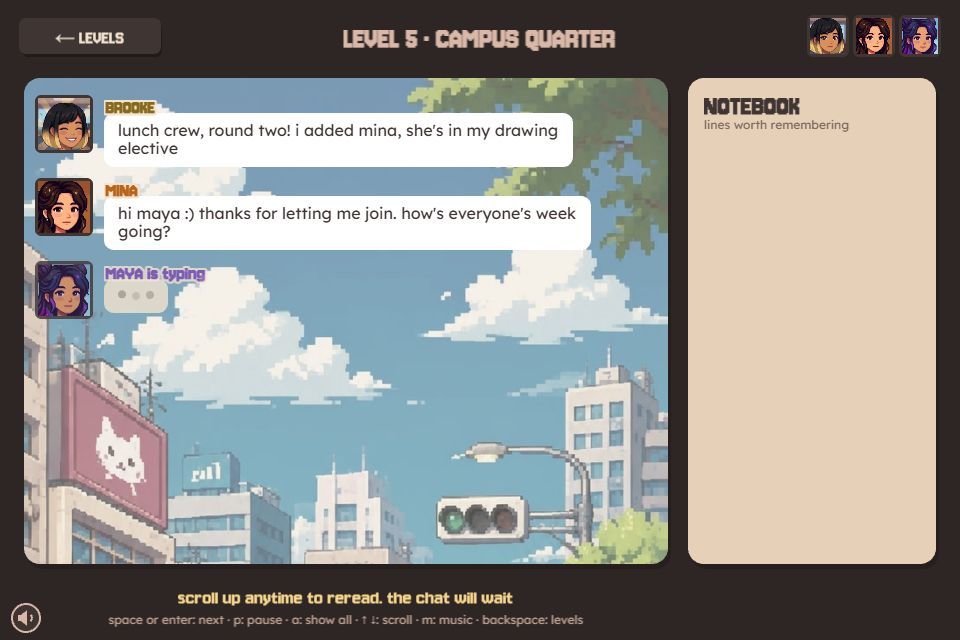 ← LEVELS
LEVEL 5 · CAMPUS QUARTER
BROOKE
lunch crew, round two! i added mina, she's in my drawing
elective
MINA
hi maya :) thanks for letting me join. how's everyone's week
going?
MAYA is typing
NOTEBOOK
lines worth remembering
scroll up anytime to reread. the chat will wait
space or enter: next · p: pause · a: show all · ↑ ↓: scroll · m: music · backspace: levels